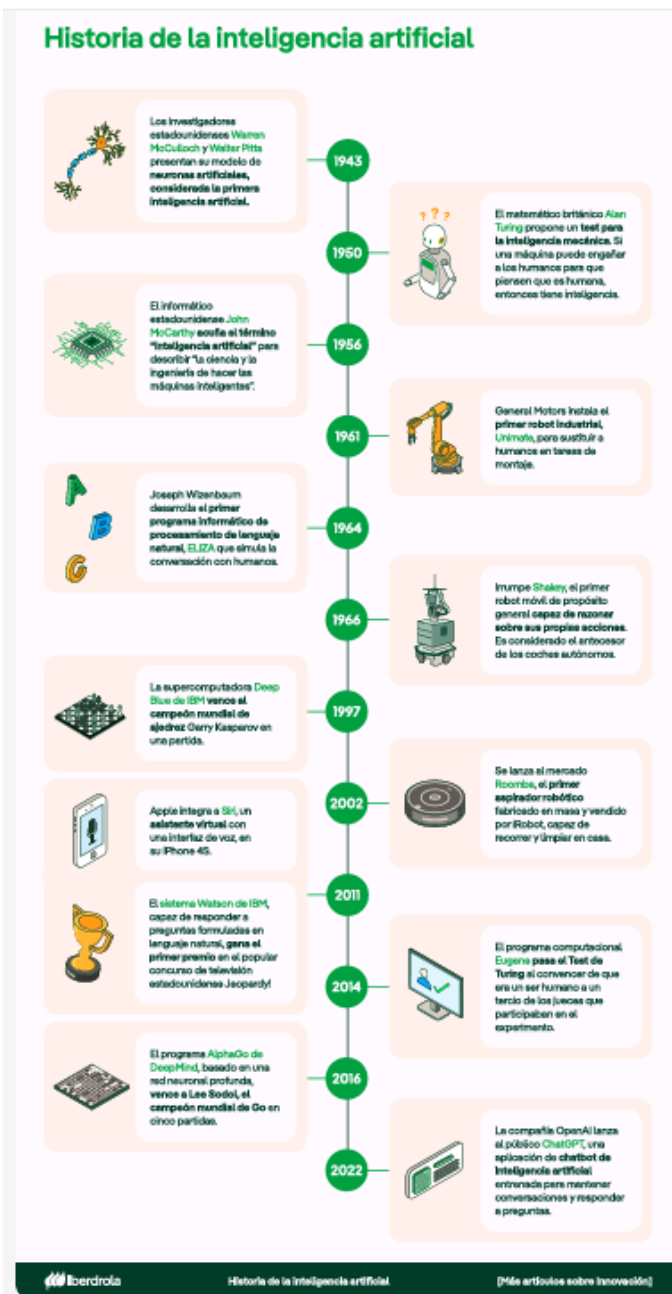 Historia de la inteligencia artificial
Los investigadores
estadounidenses Warren
McCulloch y Walter Pitts
presentan su modelo de
neuronas artificiales,
considerada la primera
inteligencia artificial.
1943
El matemático británico Alan
Turing propone un test para
la inteligencia mecánica. Si
una máquina puede engañar
a los humanos para que
piensen que es humana,
entonces tiene inteligencia.
1950
El informático
estadounidense John
McCarthy acuña el término
"inteligencia artificial" para
describir "la ciencia y la
ingeniería de hacer las
máquinas inteligentes".
1956
General Motors instala el
primer robot industrial,
Unimate, para sustituir a
humanos en tareas de
montaje.
1961
Joseph Wizenbaum
desarrolla el primer
programa informático de
procesamiento de lenguaje
natural, ELIZA que simula la
conversación con humanos.
1964
Irrumpe Shakey, el primer
robot móvil de propósito
general capaz de razonar
sobre sus propias acciones.
Es considerado el antecesor
de los coches autónomos.
1966
La supercomputadora Deep
Blue de IBM vence al
campeón mundial de
ajedrez Garry Kasparov en
una partida.
1997
Se lanza al mercado
Roomba, el primer
aspirador robótico
fabricado en masa y vendido
por iRobot, capaz de
recorrer y limpiar en casa.
2002
Apple integra a Siri, un
asistente virtual con
una interfaz de voz, en
su iPhone 4S.
El sistema Watson de IBM,
capaz de responder a
preguntas formuladas en
lenguaje natural, gana el
primer premio en el popular
concurso de televisión
estadounidense Jeopardy!
2011
El programa computacional
Eugene pasa el Test de
Turing al convencer de que
era un ser humano a un
tercio de los jueces que
participaban en el
experimento.
2014
El programa AlphaGo de
DeepMind, basado en una
red neuronal profunda,
vence a Lee Sodol, el
campeón mundial de Go en
cinco partidas.
2016
La compañía OpenAI lanza
al público ChatGPT, una
aplicación de chatbot de
inteligencia artificial
entrenada para mantener
conversaciones y responder
a preguntas.
2022
Iberdrola
Historia de la inteligencia artificial
[Más artículos sobre innovación]
A
B
C
? ? ?